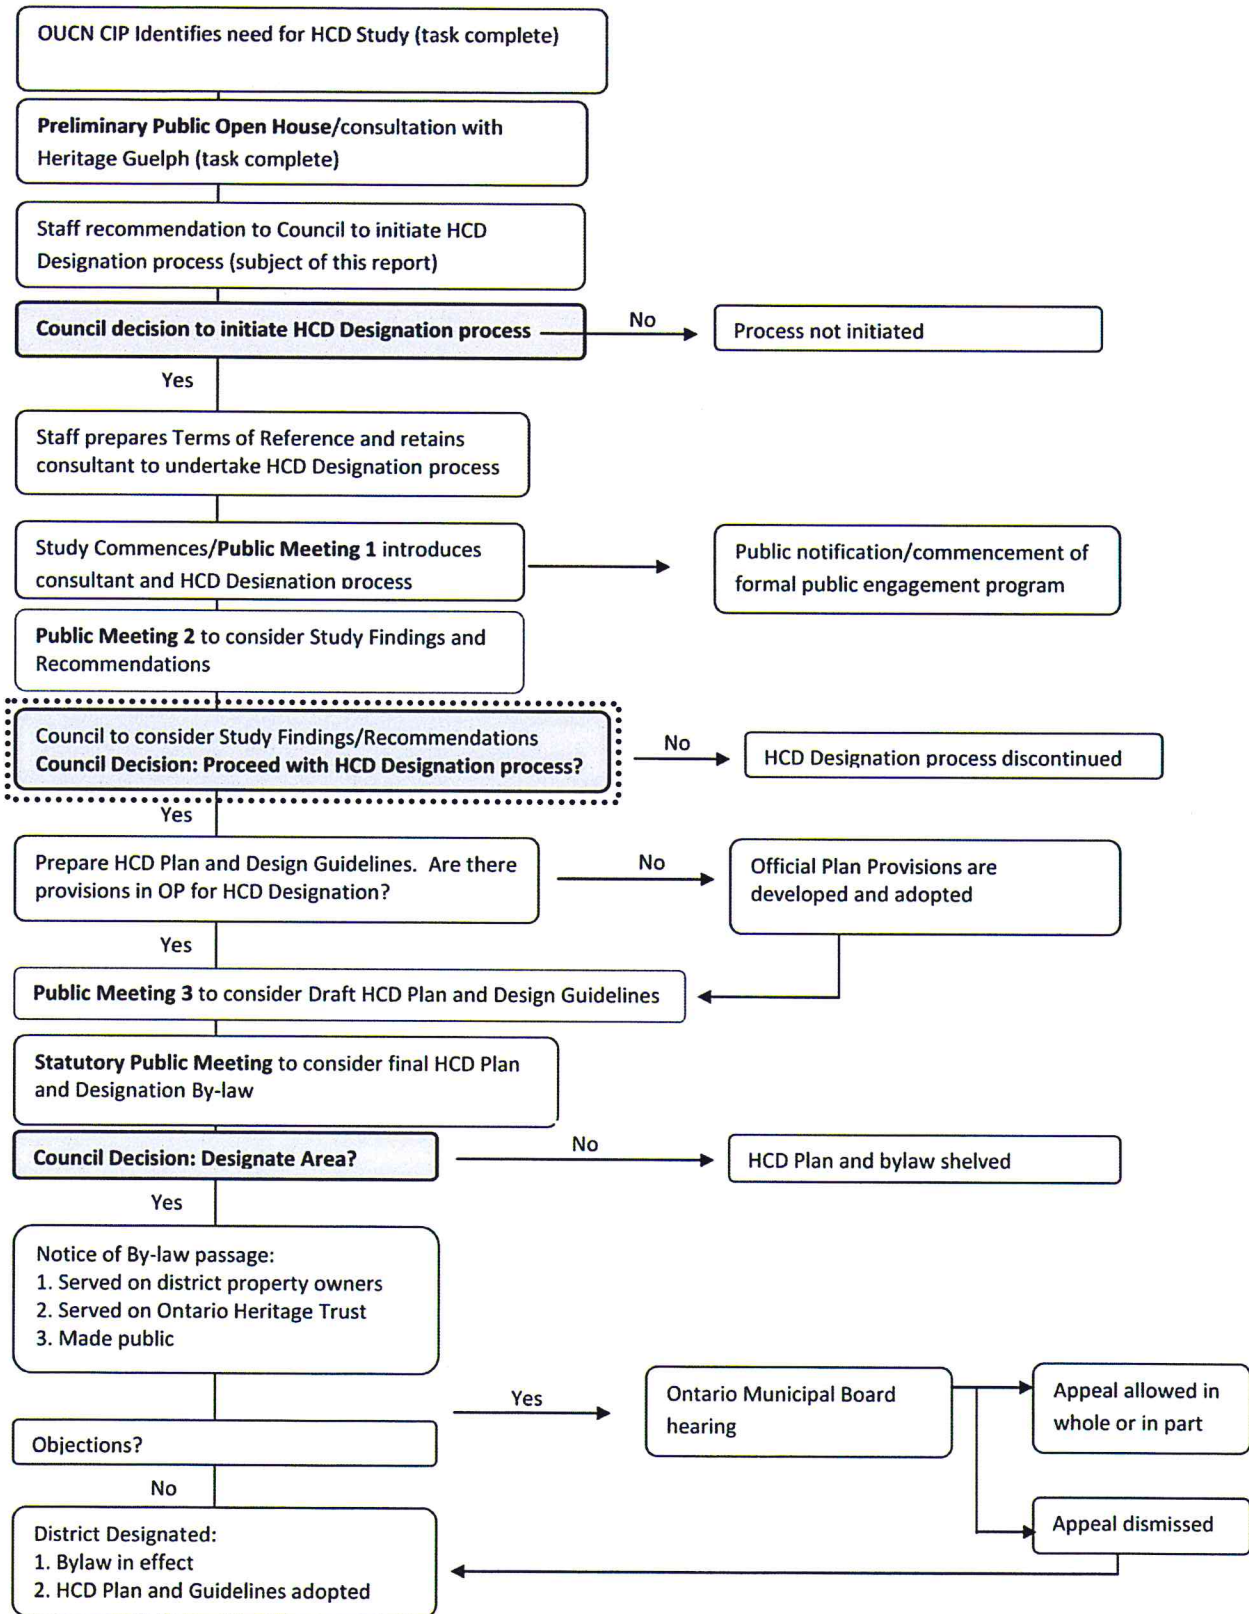 OUCN CIP Identifies need for HCD Study (task complete)
Preliminary Public Open House/consultation with
Heritage Guelph (task complete)
Staff recommendation to Council to initiate HCD
Designation process (subject of this report)
Council decision to initiate HCD Designation process
No
Process not initiated
Yes
Staff prepares Terms of Reference and retains
consultant to undertake HCD Designation process
Study Commences/Public Meeting 1 introduces
consultant and HCD Designation process
Public notification/commencement of
formal public engagement program
Public Meeting 2 to consider Study Findings and
Recommendations
Council to consider Study Findings/Recommendations
Council Decision: Proceed with HCD Designation process?
No
HCD Designation process discontinued
Yes
Prepare HCD Plan and Design Guidelines.  Are there
provisions in OP for HCD Designation?
No
Official Plan Provisions are
developed and adopted
Yes
Public Meeting 3 to consider Draft HCD Plan and Design Guidelines
Statutory Public Meeting to consider final HCD Plan
and Designation By-law
Council Decision: Designate Area?
No
HCD Plan and bylaw shelved
Yes
Notice of By-law passage:
1. Served on district property owners
2. Served on Ontario Heritage Trust
3. Made public
Objections?
Yes
Ontario Municipal Board
hearing
Appeal allowed in
whole or in part
Appeal dismissed
No
District Designated:
1. Bylaw in effect
2. HCD Plan and Guidelines adopted